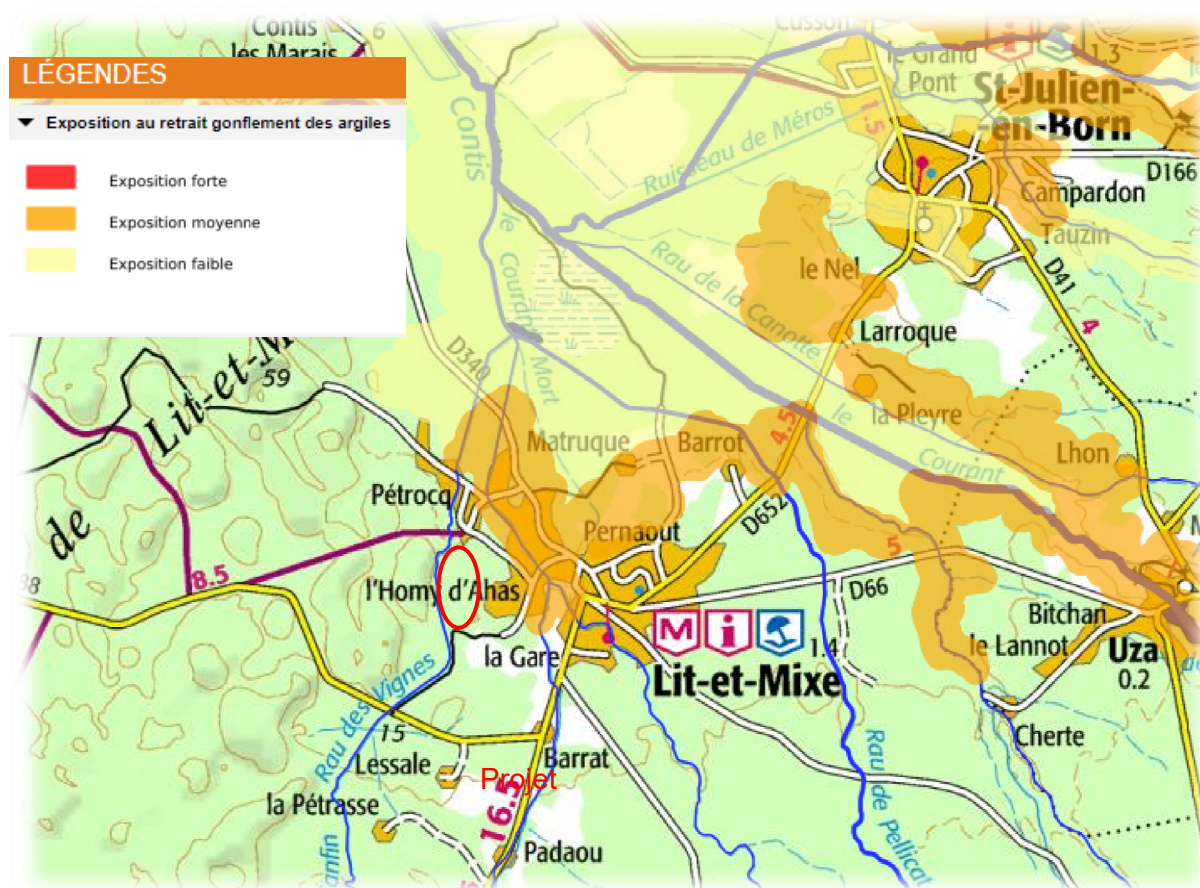 Contis
les Marais
6
Cusson
le Grand
Pont
1.3
St-Julien-
-en-Born
LÉGENDES
Exposition au retrait gonflement des argiles
Exposition forte
Exposition moyenne
Exposition faible
Contis
Ruisseau de Méros
1.5
D166
Campardon
Tauzin
le Courant Mort
Rau de la Canette
le Nel
D41
4
Larroque
D340
Lit-et-M
59
de
la Pleyre
le Courant
Lhon
Matruque
Barrot
4.5
D652
Pétrocq
Pernaout
5
8.5
88
l'Homy d'Ahas
D66
Bitchan
le Lannot
Uza
0.2
M i
1.4
la Gare
Lit-et-Mixe
Rau des Vignes
15
Lessale
Barrat
Projet
Cherte
Rau de Pellicat
la Pétrasse
16.5
Padaou
anfin